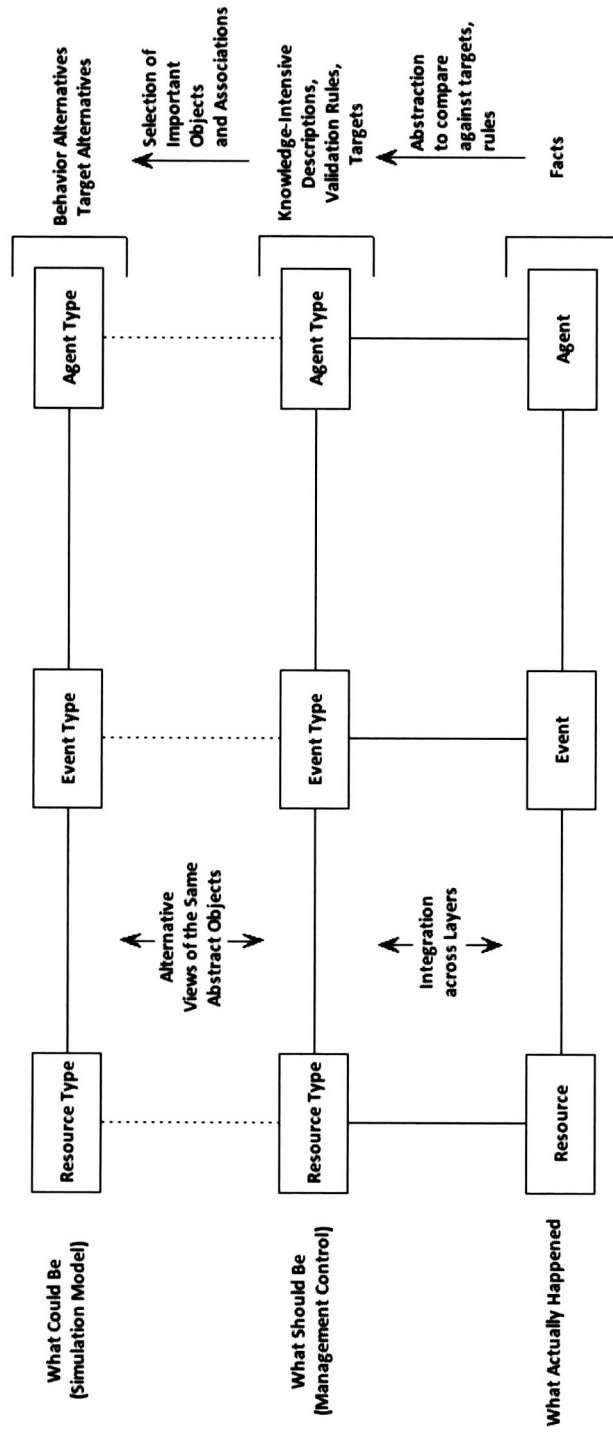 What Could Be
(Simulation Model)
Resource Type
Event Type
Agent Type
Behavior Alternatives
Target Alternatives
Alternative
Views of the Same
Abstract Objects
Selection of
Important
Objects
and Associations
What Should Be
(Management Control)
Resource Type
Event Type
Agent Type
Knowledge-Intensive
Descriptions,
Validation Rules,
Targets
Integration
across Layers
Abstraction
to compare
against targets,
rules
What Actually Happened
Resource
Event
Agent
Facts